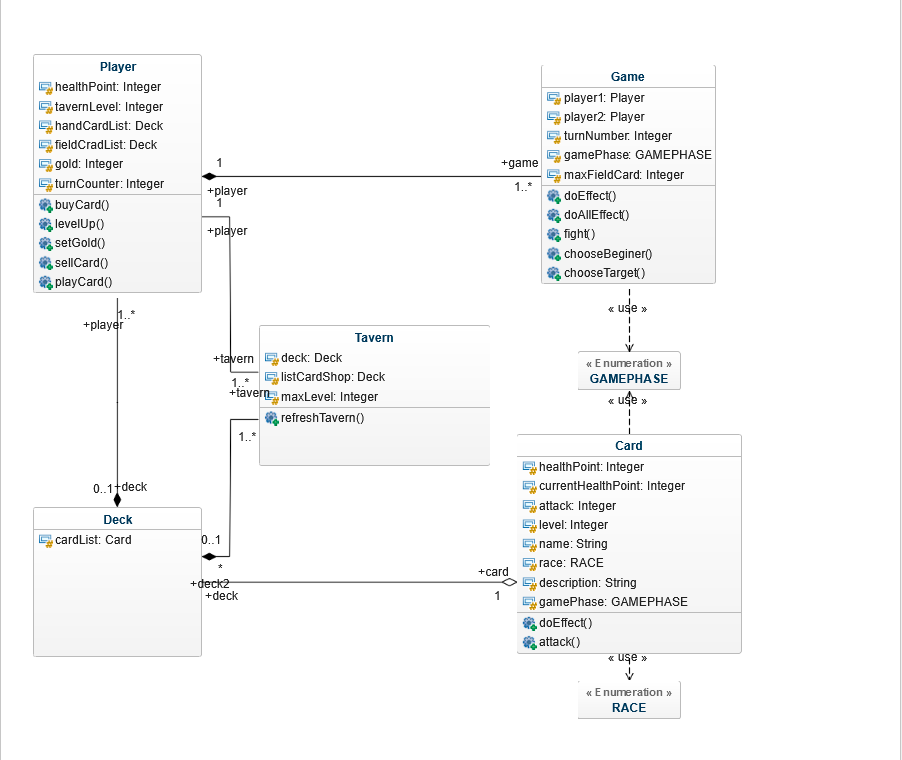 Player
healthPoint: Integer
tavernLevel: Integer
handCardList: Deck
fieldCradList: Deck
gold: Integer
turnCounter: Integer
buyCard()
levelUp()
setGold()
sellCard()
playCard()
Game
player1: Player
player2: Player
turnNumber: Integer
gamePhase: GAMEPHASE
maxFieldCard: Integer
doEffect()
doAllEffect()
fight()
chooseBeginer()
chooseTarget()
1
+player
+game
1..*
1
+player
+tavern
1..*
1..*
+player
0..1
+deck
Tavern
deck: Deck
listCardShop: Deck
maxLevel: Integer
refreshTavern()
+tavern
1..*
0..1
+deck2
« use »
« Enumeration »
GAMEPHASE
« use »
Deck
cardList: Card
*
+deck
+card
1
Card
healthPoint: Integer
currentHealthPoint: Integer
attack: Integer
level: Integer
name: String
race: RACE
description: String
gamePhase: GAMEPHASE
doEffect()
attack()
« use »
« Enumeration »
RACE